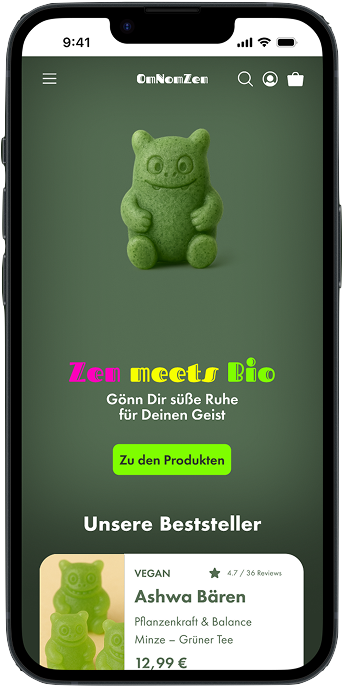 9:41
OmNomZen
Zen meets Bio
Gönn Dir süße Ruhe
für Deinen Geist
Zu den Produkten
Unsere Bestseller
VEGAN
4.7 / 36 Reviews
Ashwa Bären
Pflanzenkraft & Balance
Minze – Grüner Tee
12,99 €